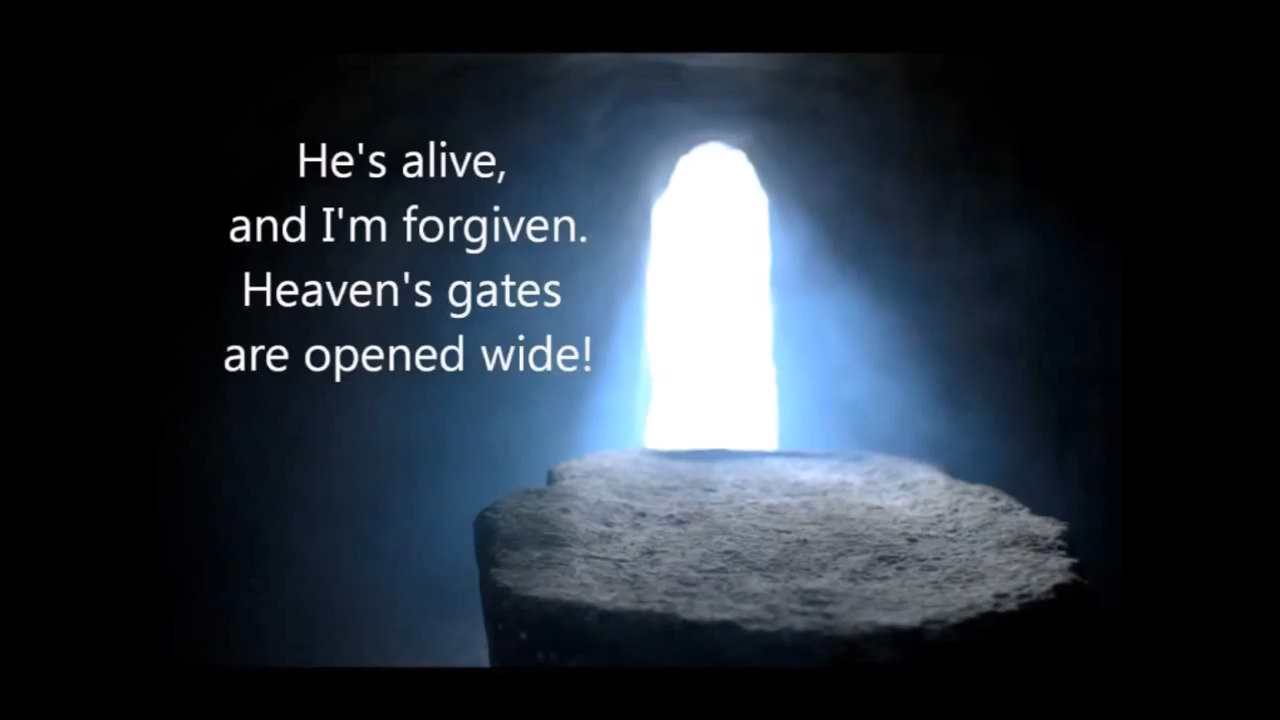 He's alive,
and I'm forgiven.
Heaven's gates
are opened wide!